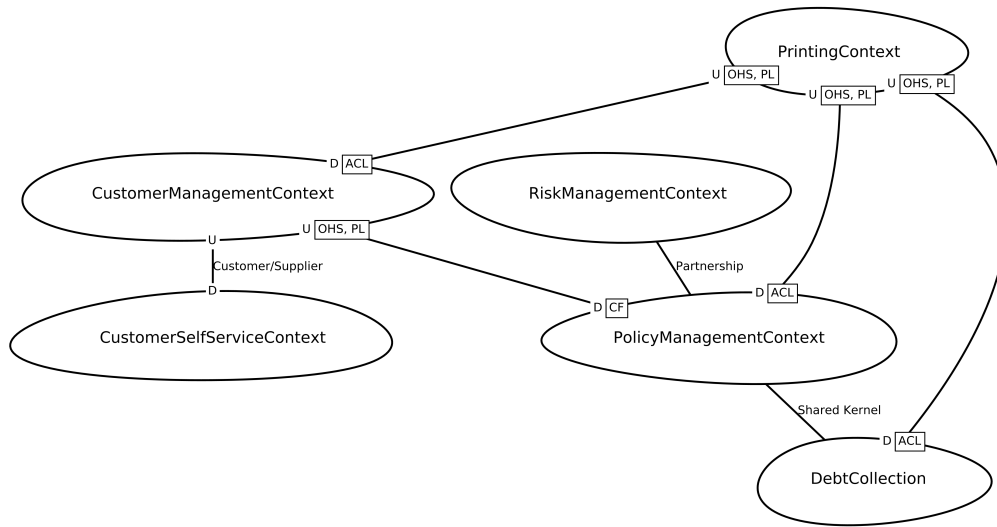 PrintingContext
U OHS, PL
U OHS, PL
U OHS, PL
D ACL
CustomerManagementContext
RiskManagementContext
U OHS, PL
U
Customer/Supplier
Partnership
D
D ACL
D CF
CustomerSelfServiceContext
PolicyManagementContext
Shared Kernel
D ACL
DebtCollection